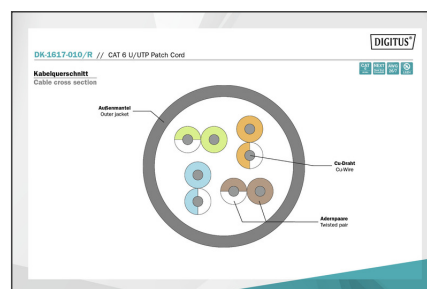 DIGITUS®
DK-1617-010/R // CAT 6 U/UTP Patch Cord
Kabelquerschnitt
Cable cross section
Außenmantel
Outer jacket
Cu-Draht
Cu-Wire
Adernpaare
Twisted pair